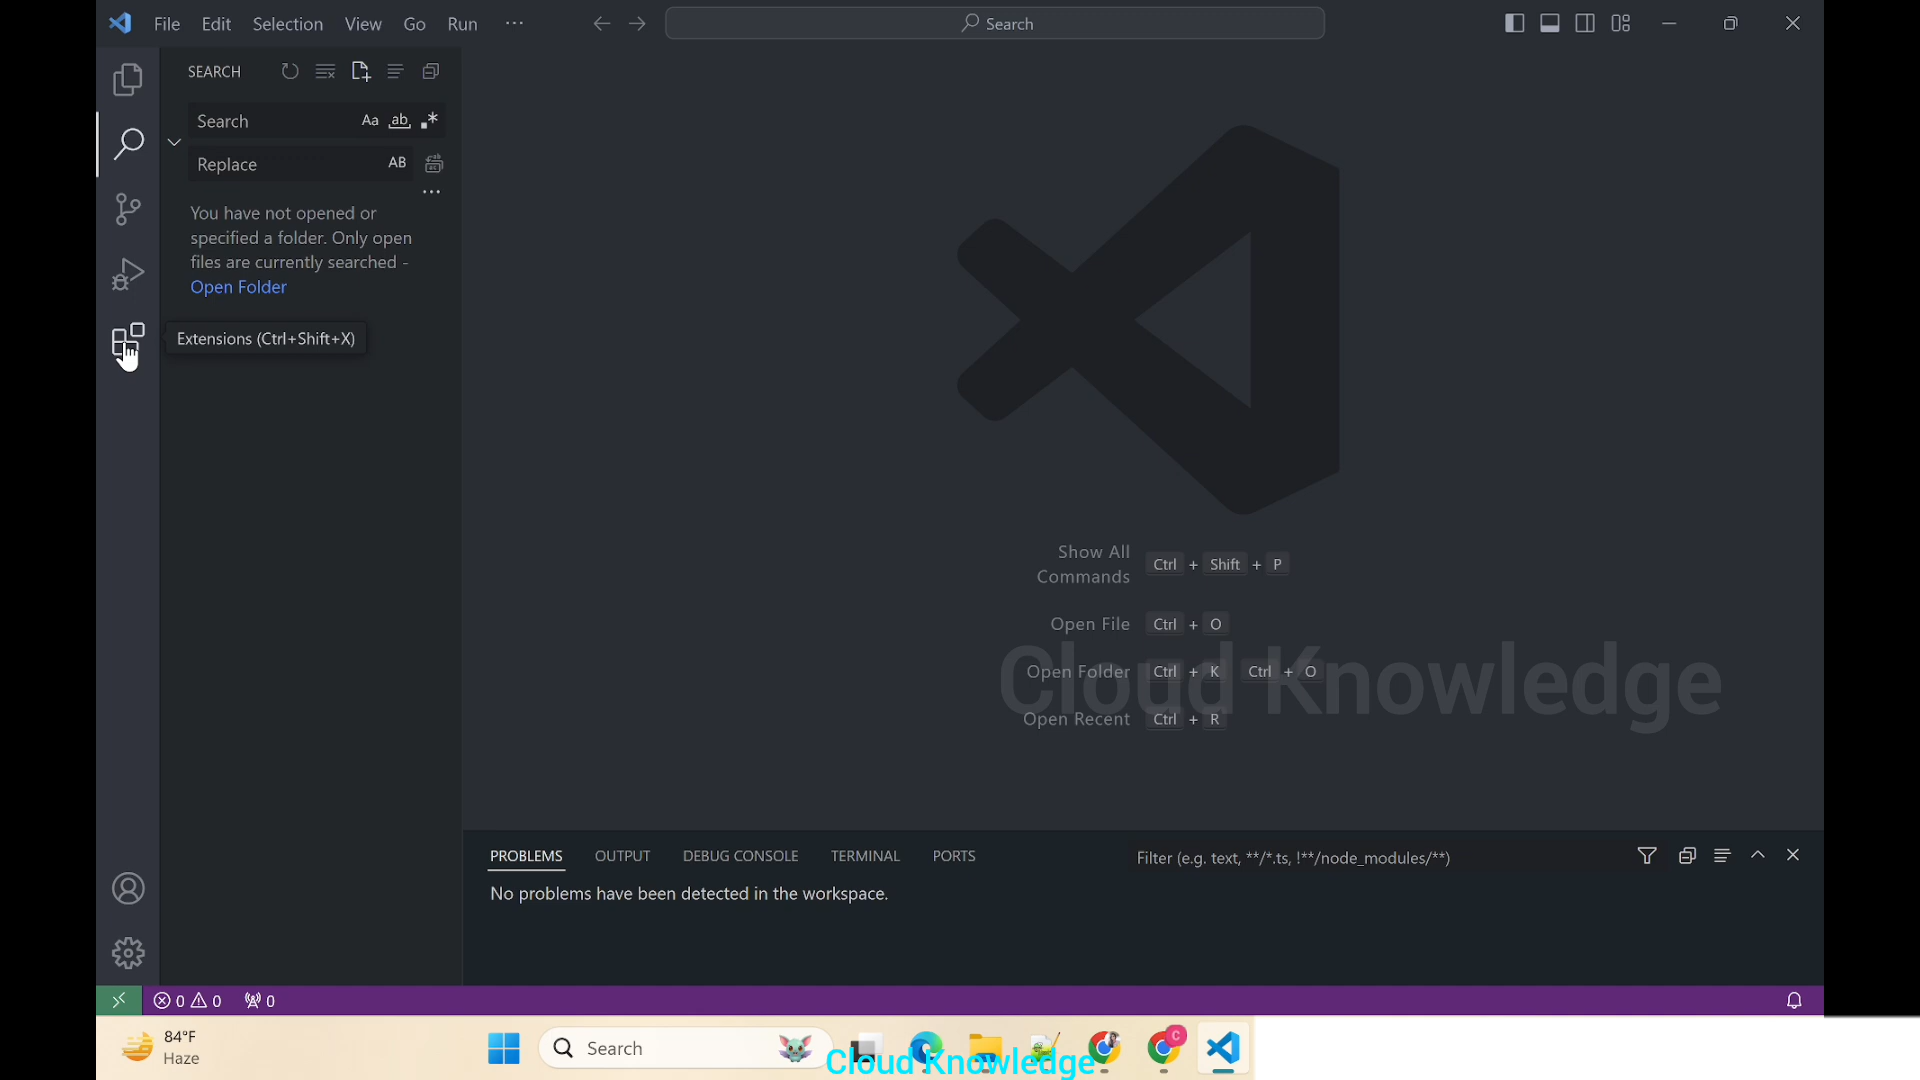 File Edit Selection View Go Run ···
Search
SEARCH
Search Aa ab
Replace AB
You have not opened or
specified a folder. Only open
files are currently searched -
Open Folder
Extensions (Ctrl+Shift+X)
Show All
Commands Ctrl + Shift + P
Open File Ctrl + O
Open Folder Ctrl + K Ctrl + O
Open Recent Ctrl + R
Cloud Knowledge
PROBLEMS OUTPUT DEBUG CONSOLE TERMINAL PORTS Filter (e.g. text, **/*.ts, !**/node_modules/**)
No problems have been detected in the workspace.
0 0 0
84°F
Haze
Search
C
Cloud Knowledge